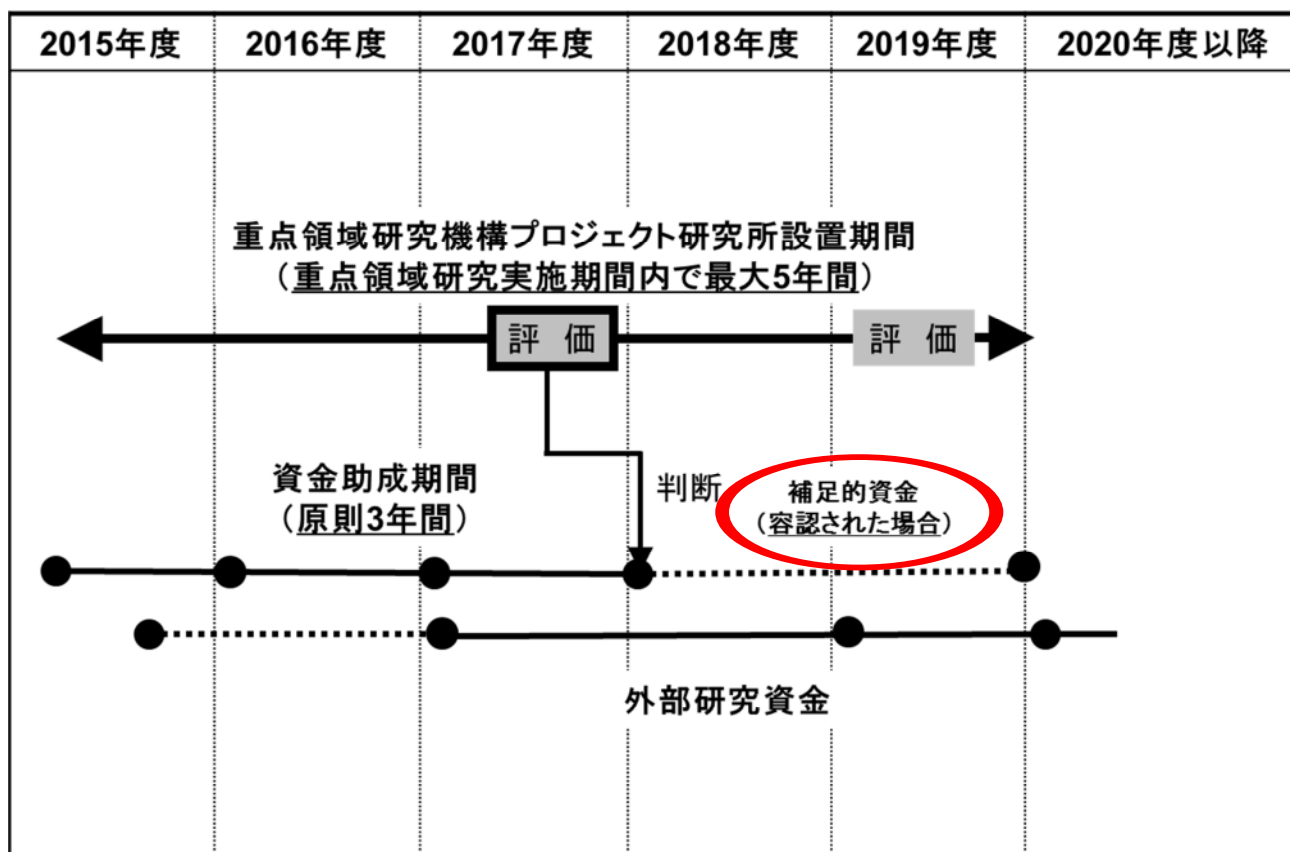 2015年度 2016年度 2017年度 2018年度 2019年度 2020年度以降
重点領域研究機構プロジェクト研究所設置期間
（重点領域研究実施期間内で最大5年間）
評 価
評 価
資金助成期間
（原則3年間）
判断
補足的資金
（容認された場合）
外部研究資金